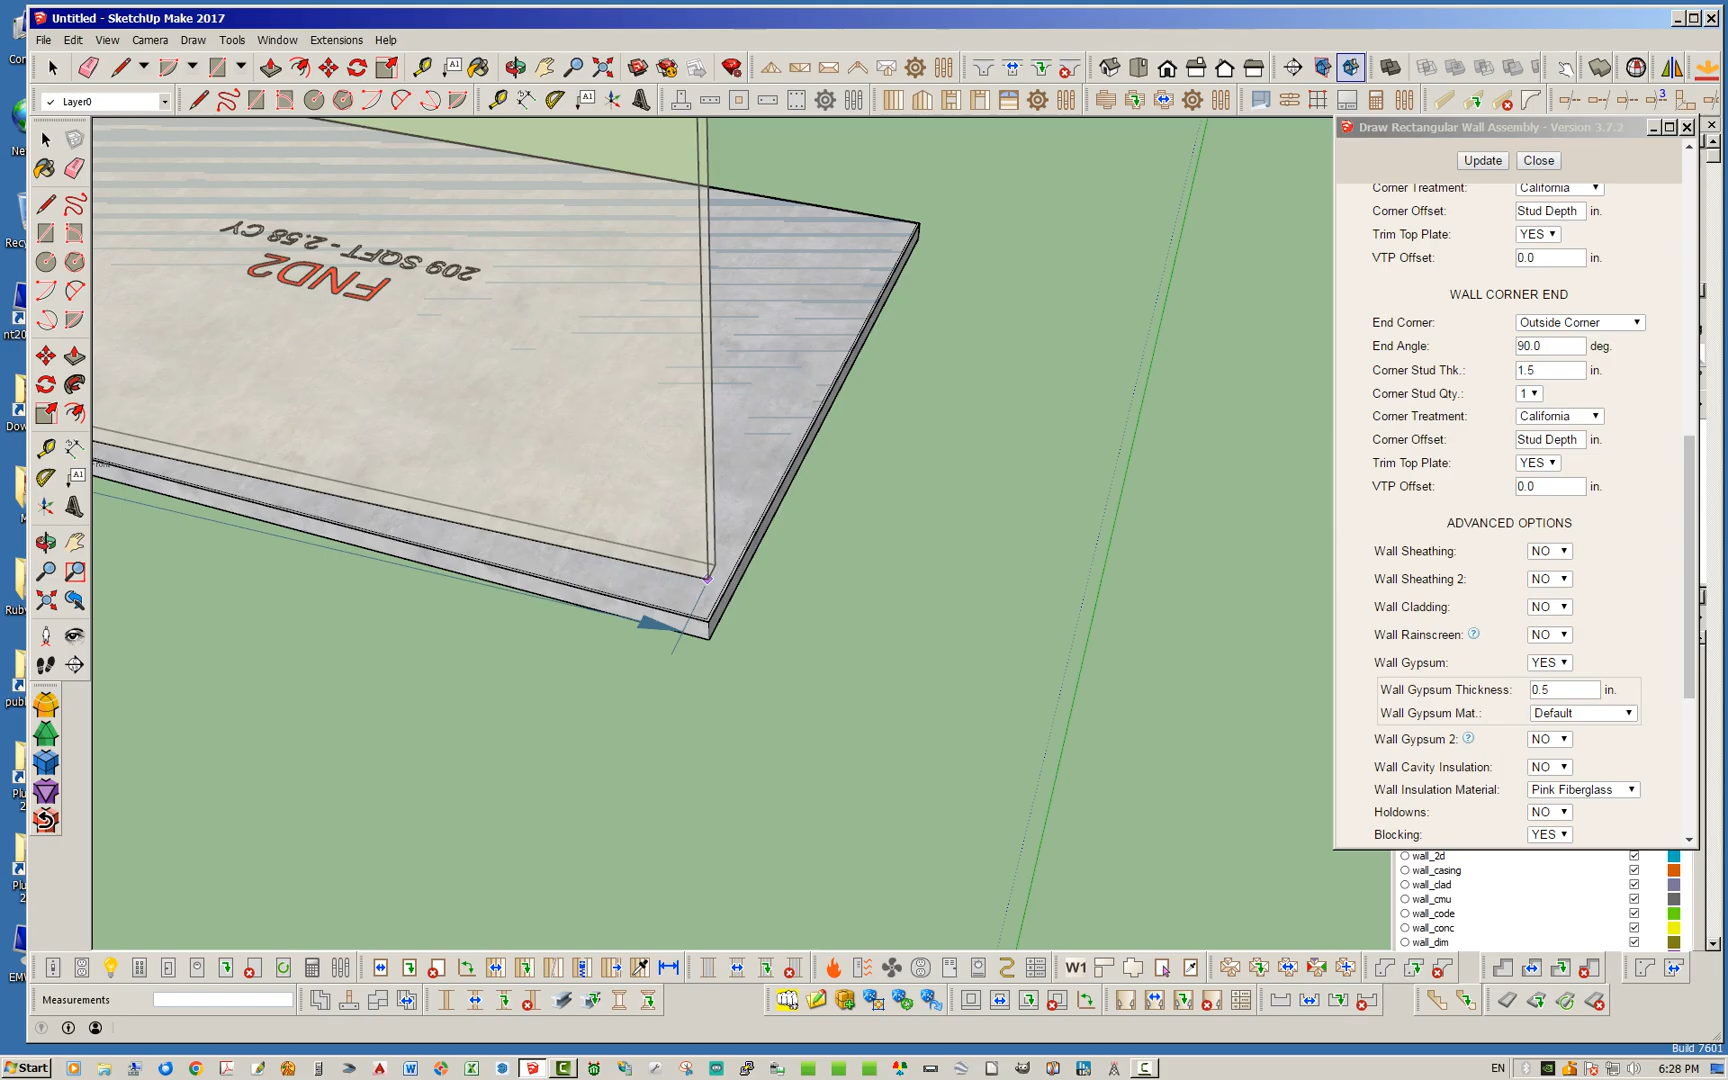 Untitled - SketchUp Make 2017
File Edit View Camera Draw Tools Window Extensions Help
Layer0
Draw Rectangular Wall Assembly - Version 3.7.2
Update Close
Corner Treatment: California
Corner Offset: Stud Depth in.
Trim Top Plate: YES
VTP Offset: 0.0 in.
WALL CORNER END
End Corner: Outside Corner
End Angle: 90.0 deg.
Corner Stud Thk.: 1.5 in.
Corner Stud Qty.: 1
Corner Treatment: California
Corner Offset: Stud Depth in.
Trim Top Plate: YES
VTP Offset: 0.0 in.
ADVANCED OPTIONS
Wall Sheathing: NO
Wall Sheathing 2: NO
Wall Cladding: NO
Wall Rainscreen: ? NO
Wall Gypsum: YES
Wall Gypsum Thickness: 0.5 in.
Wall Gypsum Mat.: Default
Wall Gypsum 2: ? NO
Wall Cavity Insulation: NO
Wall Insulation Material: Pink Fiberglass
Holdowns: NO
Blocking: YES
wall_2d
wall_casing
wall_clad
wall_cmu
wall_code
wall_conc
wall_dim
209 SQFT - 2.58 CY
FND2
W1
Measurements
Build 7601
Start
EN
6:28 PM